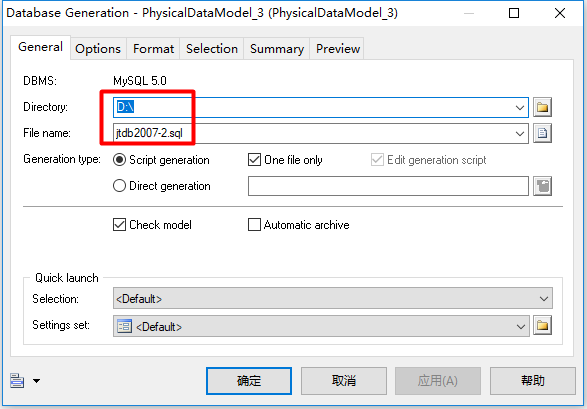 Database Generation - PhysicalDataModel_3 (PhysicalDataModel_3)
General Options Format Selection Summary Preview
DBMS: MySQL 5.0
Directory: D:\
File name: jtdb2007-2.sql
Generation type: Script generation One file only Edit generation script
Direct generation
Check model Automatic archive
Quick launch
Selection: <Default>
Settings set: <Default>
确定 取消 应用(A) 帮助